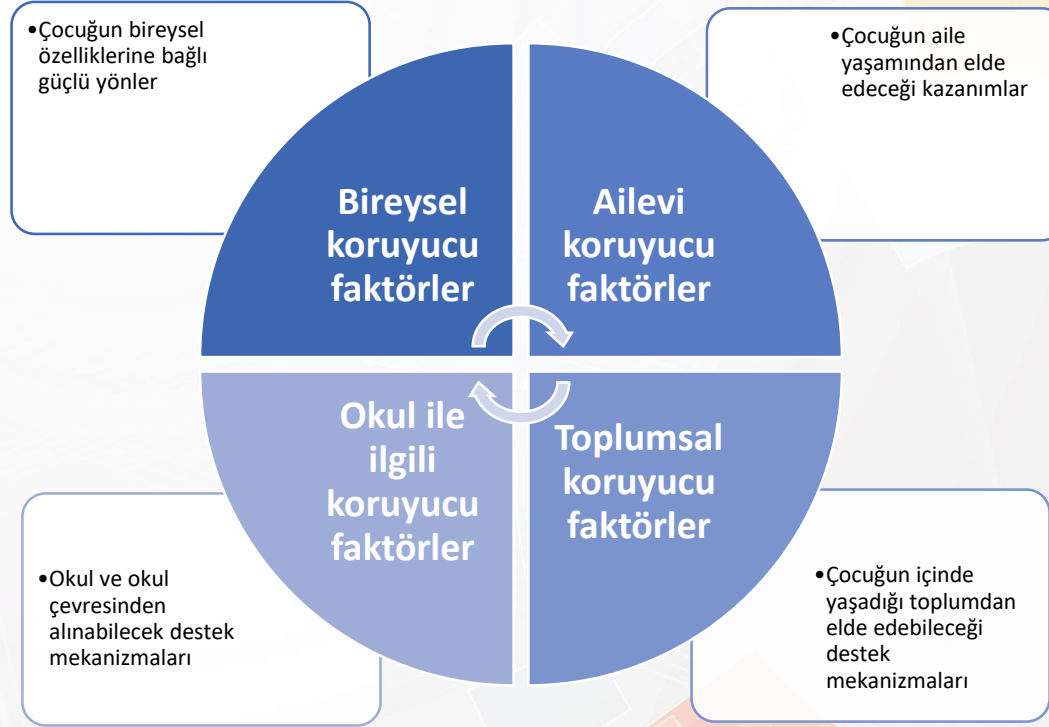 •Çocuğun bireysel
özelliklerine bağlı
güçlü yönler
•Çocuğun aile
yaşamından elde
edeceği kazanımlar
Bireysel
koruyucu
faktörler
Ailevi
koruyucu
faktörler
Okul ile
ilgili
koruyucu
faktörler
Toplumsal
koruyucu
faktörler
•Okul ve okul
çevresinden
alınabilecek destek
mekanizmaları
•Çocuğun içinde
yaşadığı toplumdan
elde edebileceği
destek
mekanizmaları